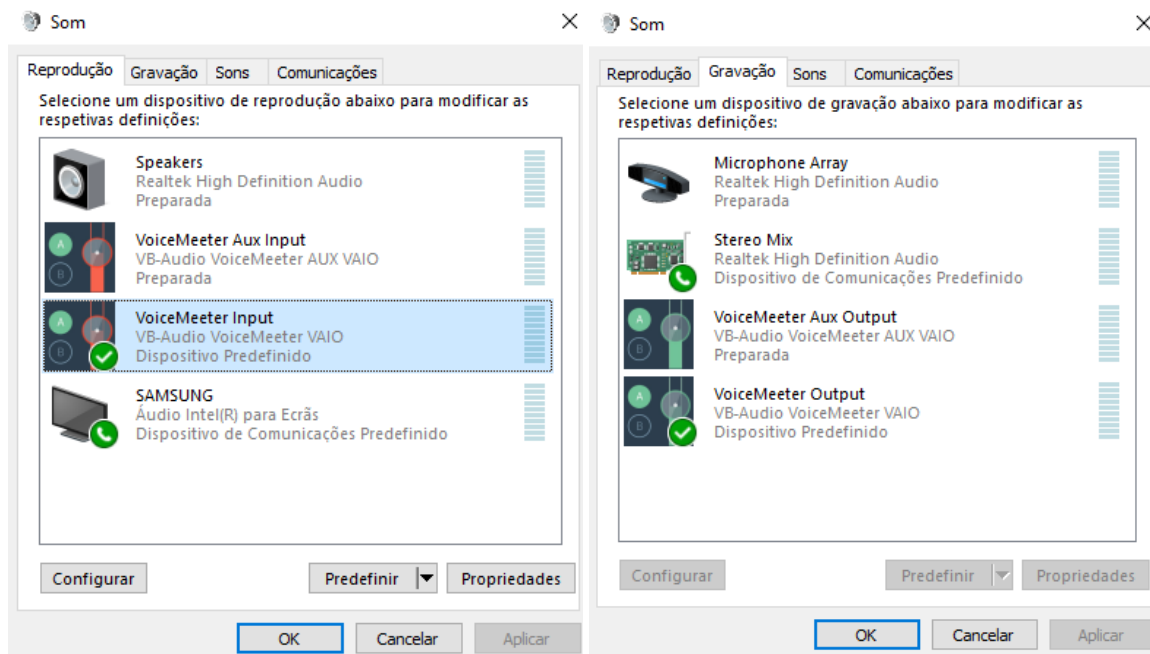 Som
Reprodução Gravação Sons Comunicações
Selecione um dispositivo de reprodução abaixo para modificar as
respetivas definições:
Speakers
Realtek High Definition Audio
Preparada
A
B
VoiceMeeter Aux Input
VB-Audio VoiceMeeter AUX VAIO
Preparada
A
B
VoiceMeeter Input
VB-Audio VoiceMeeter VAIO
Dispositivo Predefinido
SAMSUNG
Áudio Intel(R) para Ecrãs
Dispositivo de Comunicações Predefinido
Configurar Predefinir Propriedades
OK Cancelar Aplicar
Som
Reprodução Gravação Sons Comunicações
Selecione um dispositivo de gravação abaixo para modificar as
respetivas definições:
Microphone Array
Realtek High Definition Audio
Preparada
Stereo Mix
Realtek High Definition Audio
Dispositivo de Comunicações Predefinido
A
B
VoiceMeeter Aux Output
VB-Audio VoiceMeeter AUX VAIO
Preparada
A
B
VoiceMeeter Output
VB-Audio VoiceMeeter VAIO
Dispositivo Predefinido
Configurar Predefinir Propriedades
OK Cancelar Aplicar